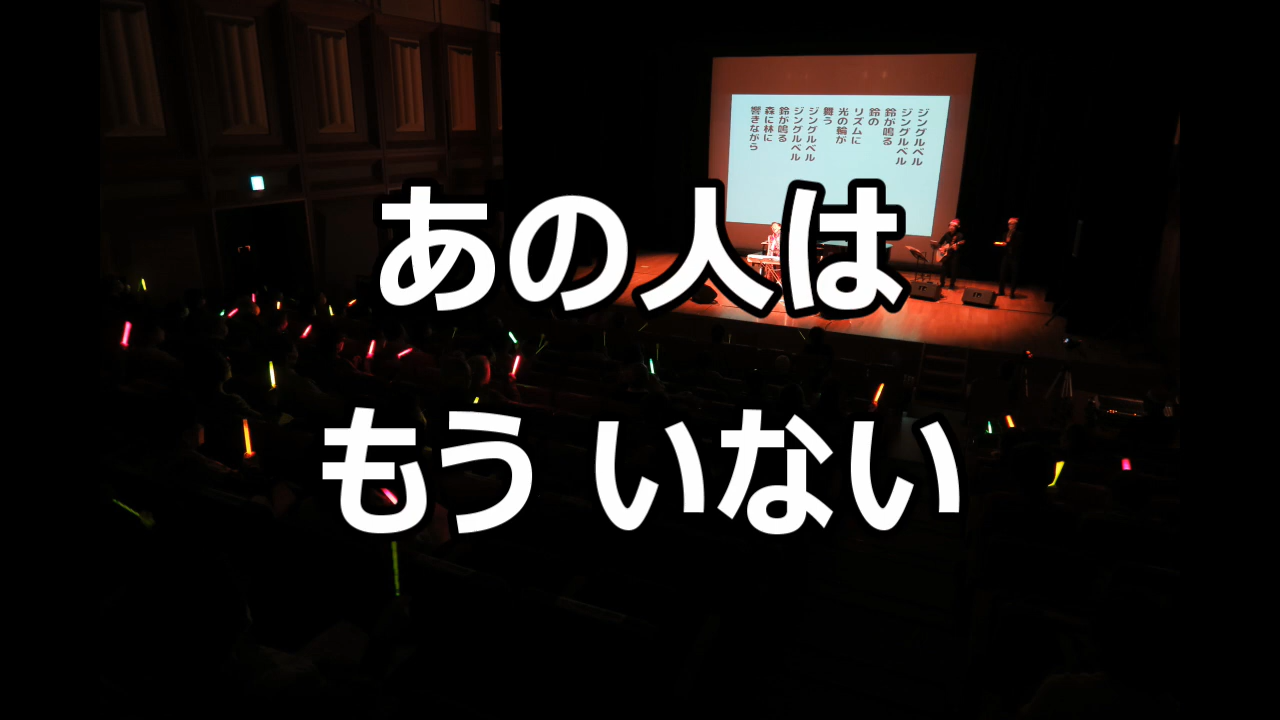 ジングルベル
ジングルベル
鈴が鳴る
鈴の
リズムに
光の輪が
舞う
ジングルベル
ジングルベル
鈴が鳴る
森に林に
響きながら
あの人は
もう いない